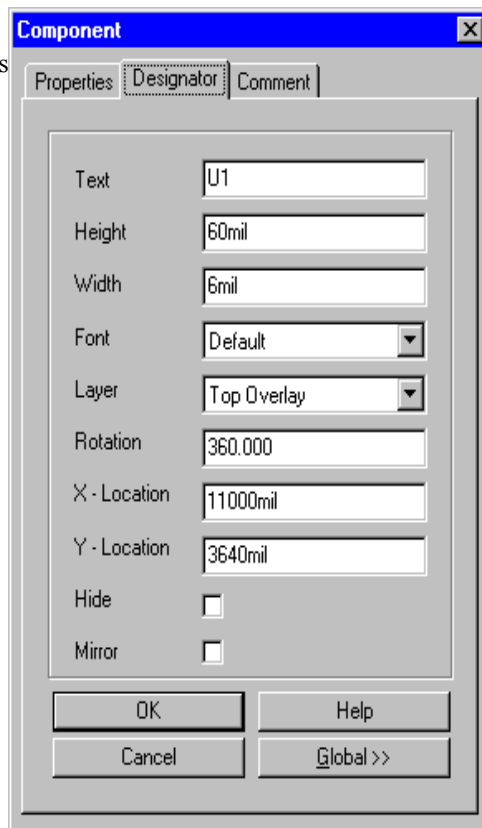 Component
s
Properties Designator Comment
Text U1
Height 60mil
Width 6mil
Font Default
Layer Top Overlay
Rotation 360.000
X - Location 11000mil
Y - Location 3640mil
Hide
Mirror
OK Help
Cancel Global >>